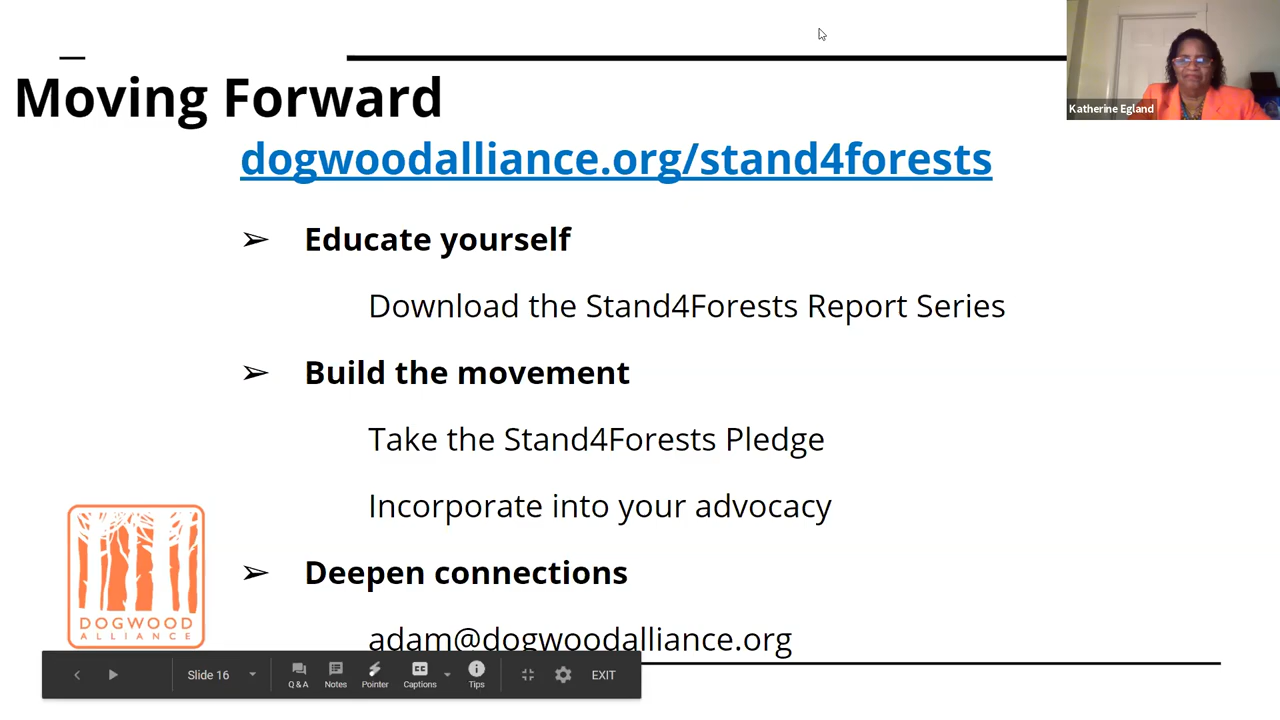 Moving Forward
Katherine Egland
dogwoodalliance.org/stand4forests
➢ Educate yourself
Download the Stand4Forests Report Series
➢ Build the movement
Take the Stand4Forests Pledge
Incorporate into your advocacy
➢ Deepen connections
adam@dogwoodalliance.org
DOGWOOD
ALLIANCE
Slide 16
Q & A
Notes
Pointer
CC
Captions
Tips
EXIT